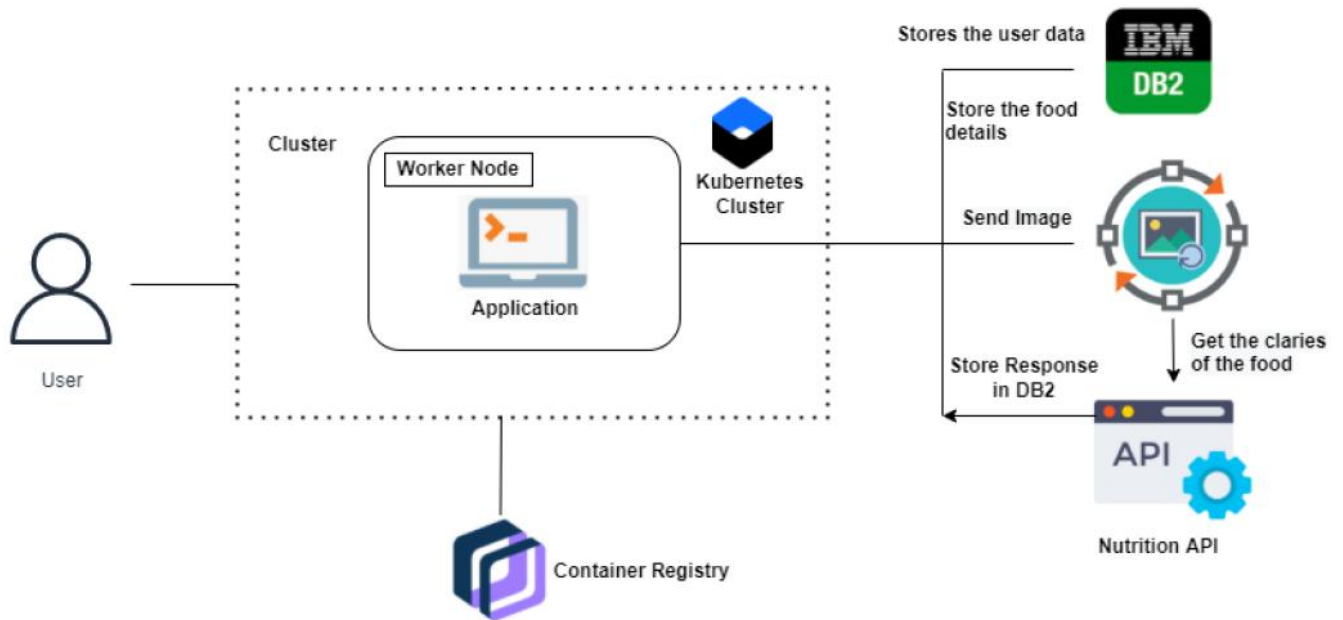 Stores the user data
IBM
DB2
Store the food
details
Cluster
Worker Node
Kubernetes
Cluster
Send Image
Application
User
Get the claries
of the food
Store Response
in DB2
API
Nutrition API
Container Registry